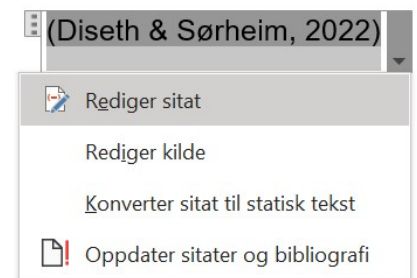 (Diseth & Sørheim, 2022)
Rediger sitat
Rediger kilde
Konverter sitat til statisk tekst
Oppdater sitater og bibliografi